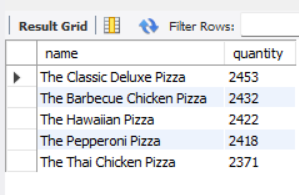 Result Grid Filter Rows:
name quantity
The Classic Deluxe Pizza 2453
The Barbecue Chicken Pizza 2432
The Hawaiian Pizza 2422
The Pepperoni Pizza 2418
The Thai Chicken Pizza 2371